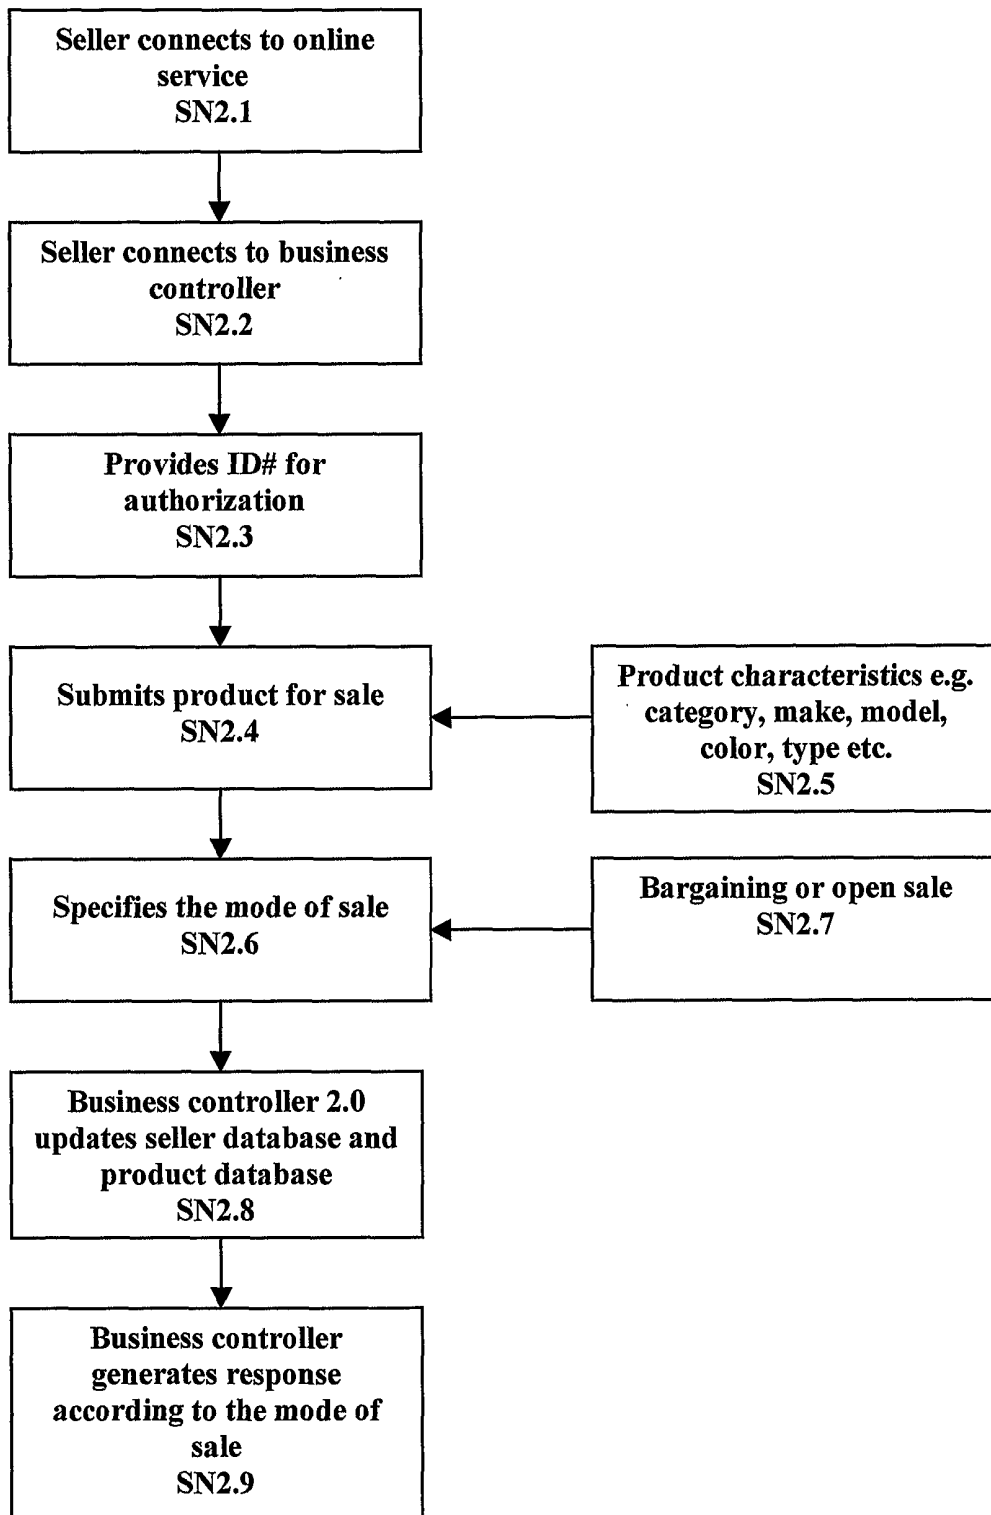 Seller connects to online
service
SN2.1
Seller connects to business
controller
SN2.2
Provides ID# for
authorization
SN2.3
Submits product for sale
SN2.4
Product characteristics e.g.
category, make, model,
color, type etc.
SN2.5
Specifies the mode of sale
SN2.6
Bargaining or open sale
SN2.7
Business controller 2.0
updates seller database and
product database
SN2.8
Business controller
generates response
according to the mode of
sale
SN2.9